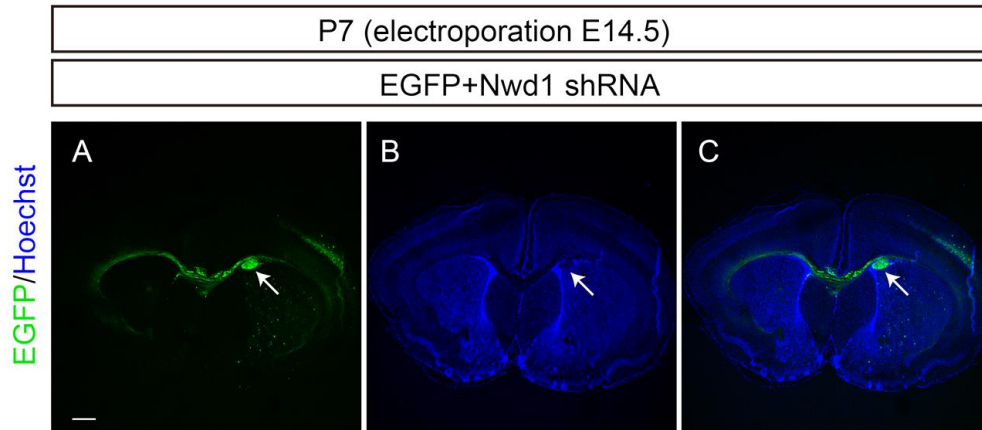 P7 (electroporation E14.5)
EGFP+Nwd1 shRNA
EGFP/Hoechst
A
B
C